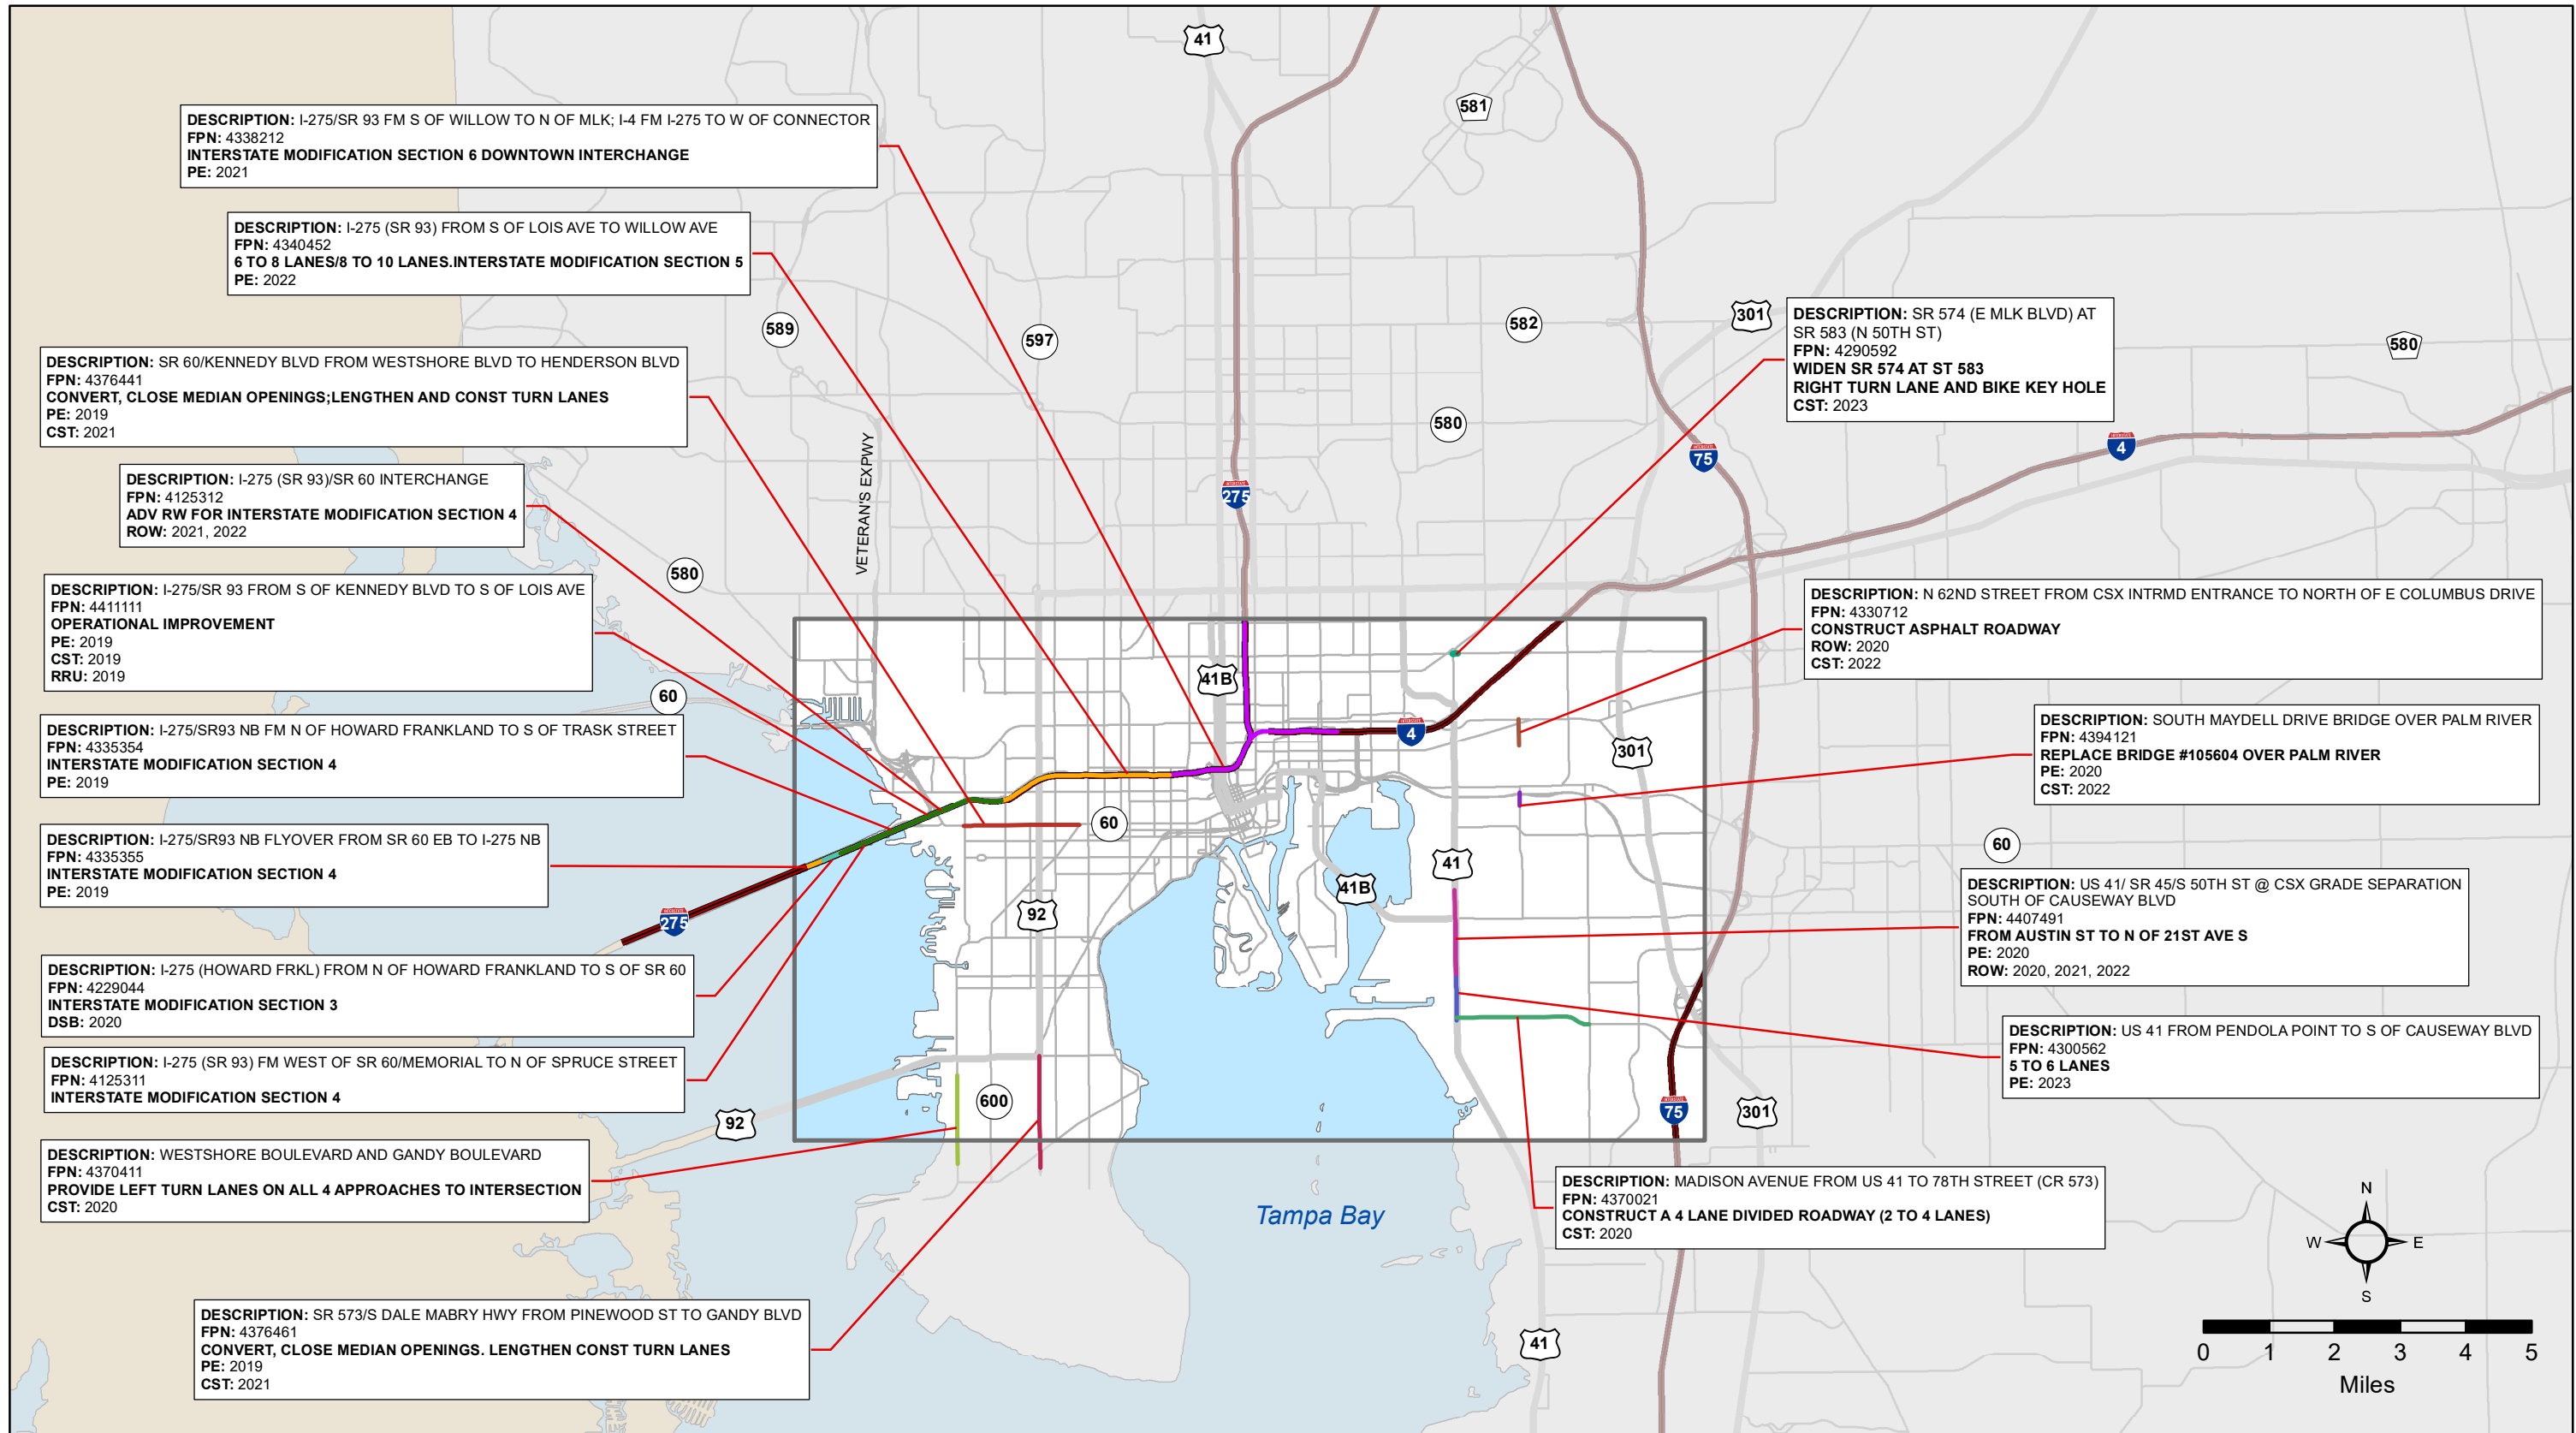 41
581
DESCRIPTION: I-275/SR 93 FM S OF WILLOW TO N OF MLK; I-4 FM I-275 TO W OF CONNECTOR
FPN: 4338212
INTERSTATE MODIFICATION SECTION 6 DOWNTOWN INTERCHANGE
PE: 2021
DESCRIPTION: I-275 (SR 93) FROM S OF LOIS AVE TO WILLOW AVE
FPN: 4340452
6 TO 8 LANES/8 TO 10 LANES.INTERSTATE MODIFICATION SECTION 5
PE: 2022
589
597
582
301
580
DESCRIPTION: SR 574 (E MLK BLVD) AT
SR 583 (N 50TH ST)
FPN: 4290592
WIDEN SR 574 AT ST 583
RIGHT TURN LANE AND BIKE KEY HOLE
CST: 2023
DESCRIPTION: SR 60/KENNEDY BLVD FROM WESTSHORE BLVD TO HENDERSON BLVD
FPN: 4376441
CONVERT, CLOSE MEDIAN OPENINGS;LENGTHEN AND CONST TURN LANES
PE: 2019
CST: 2021
580
4
75
275
VETERAN'S EXPWY
DESCRIPTION: I-275 (SR 93)/SR 60 INTERCHANGE
FPN: 4125312
ADV RW FOR INTERSTATE MODIFICATION SECTION 4
ROW: 2021, 2022
580
DESCRIPTION: I-275/SR 93 FROM S OF KENNEDY BLVD TO S OF LOIS AVE
FPN: 4411111
OPERATIONAL IMPROVEMENT
PE: 2019
CST: 2019
RRU: 2019
DESCRIPTION: N 62ND STREET FROM CSX INTRMD ENTRANCE TO NORTH OF E COLUMBUS DRIVE
FPN: 4330712
CONSTRUCT ASPHALT ROADWAY
ROW: 2020
CST: 2022
60
41B
4
301
DESCRIPTION: I-275/SR93 NB FM N OF HOWARD FRANKLAND TO S OF TRASK STREET
FPN: 4335354
INTERSTATE MODIFICATION SECTION 4
PE: 2019
DESCRIPTION: SOUTH MAYDELL DRIVE BRIDGE OVER PALM RIVER
FPN: 4394121
REPLACE BRIDGE #105604 OVER PALM RIVER
PE: 2020
CST: 2022
60
60
41
41B
DESCRIPTION: I-275/SR93 NB FLYOVER FROM SR 60 EB TO I-275 NB
FPN: 4335355
INTERSTATE MODIFICATION SECTION 4
PE: 2019
275
92
DESCRIPTION: US 41/ SR 45/S 50TH ST @ CSX GRADE SEPARATION
SOUTH OF CAUSEWAY BLVD
FPN: 4407491
FROM AUSTIN ST TO N OF 21ST AVE S
PE: 2020
ROW: 2020, 2021, 2022
DESCRIPTION: I-275 (HOWARD FRKL) FROM N OF HOWARD FRANKLAND TO S OF SR 60
FPN: 4229044
INTERSTATE MODIFICATION SECTION 3
DSB: 2020
DESCRIPTION: US 41 FROM PENDOLA POINT TO S OF CAUSEWAY BLVD
FPN: 4300562
5 TO 6 LANES
PE: 2023
DESCRIPTION: I-275 (SR 93) FM WEST OF SR 60/MEMORIAL TO N OF SPRUCE STREET
FPN: 4125311
INTERSTATE MODIFICATION SECTION 4
600
75
301
92
DESCRIPTION: WESTSHORE BOULEVARD AND GANDY BOULEVARD
FPN: 4370411
PROVIDE LEFT TURN LANES ON ALL 4 APPROACHES TO INTERSECTION
CST: 2020
DESCRIPTION: MADISON AVENUE FROM US 41 TO 78TH STREET (CR 573)
FPN: 4370021
CONSTRUCT A 4 LANE DIVIDED ROADWAY (2 TO 4 LANES)
CST: 2020
Tampa Bay
N
W E
S
DESCRIPTION: SR 573/S DALE MABRY HWY FROM PINEWOOD ST TO GANDY BLVD
FPN: 4376461
CONVERT, CLOSE MEDIAN OPENINGS. LENGTHEN CONST TURN LANES
PE: 2019
CST: 2021
41
0 1 2 3 4 5
Miles